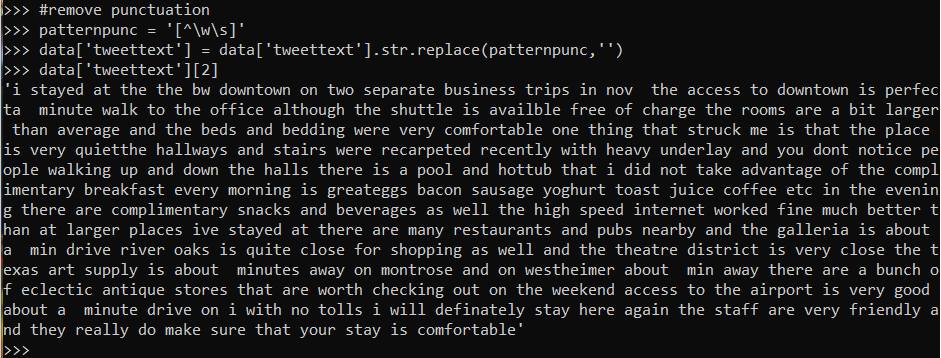 >>> #remove punctuation
>>> patternpunc = '[^\w\s]'
>>> data['tweettext'] = data['tweettext'].str.replace(patternpunc,'')
>>> data['tweettext'][2]
'i stayed at the the bw downtown on two separate business trips in nov  the access to downtown is perfec
ta  minute walk to the office although the shuttle is availble free of charge the rooms are a bit larger
 than average and the beds and bedding were very comfortable one thing that struck me is that the place
is very quietthe hallways and stairs were recarpeted recently with heavy underlay and you dont notice pe
ople walking up and down the halls there is a pool and hottub that i did not take advantage of the compl
imentary breakfast every morning is greateggs bacon sausage yoghurt toast juice coffee etc in the evenin
g there are complimentary snacks and beverages as well the high speed internet worked fine much better t
han at larger places ive stayed at there are many restaurants and pubs nearby and the galleria is about
a  min drive river oaks is quite close for shopping as well and the theatre district is very close the t
exas art supply is about  minutes away on montrose and on westheimer about  min away there are a bunch o
f eclectic antique stores that are worth checking out on the weekend access to the airport is very good
about a  minute drive on i with no tolls i will definately stay here again the staff are very friendly a
nd they really do make sure that your stay is comfortable'
>>>